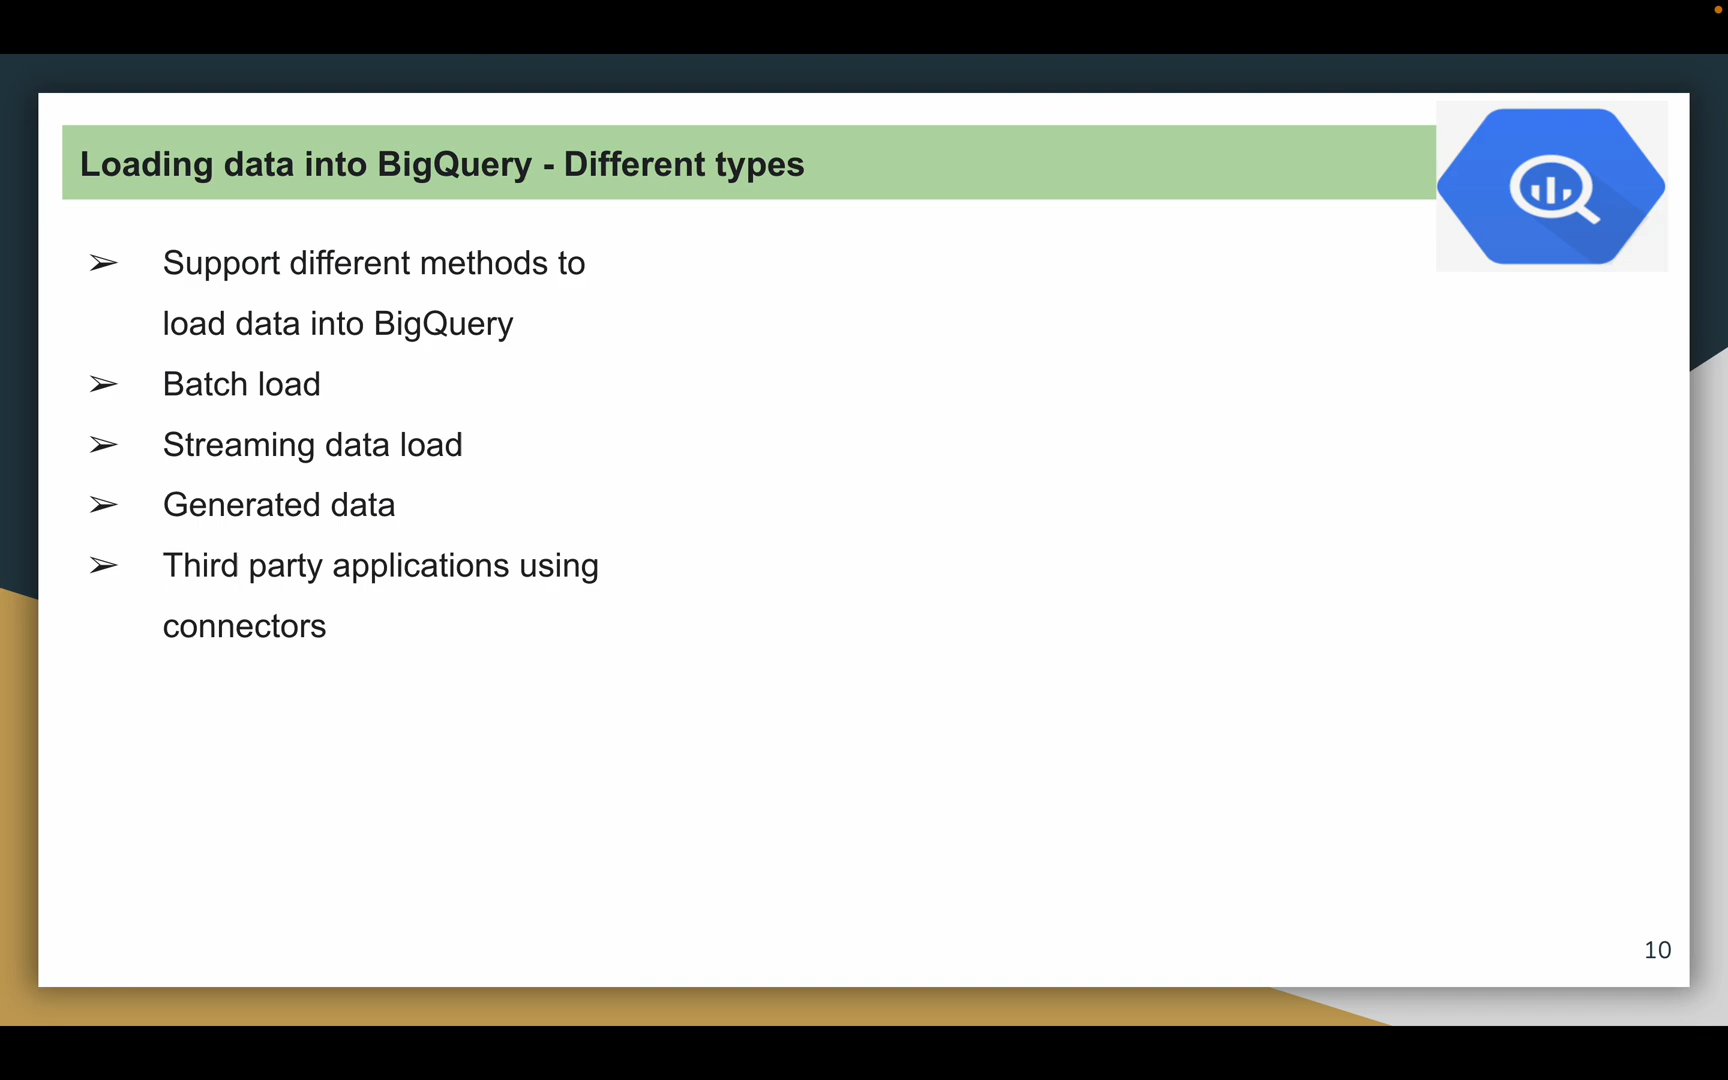 Loading data into BigQuery - Different types
➢ Support different methods to
load data into BigQuery
➢ Batch load
➢ Streaming data load
➢ Generated data
➢ Third party applications using
connectors
10